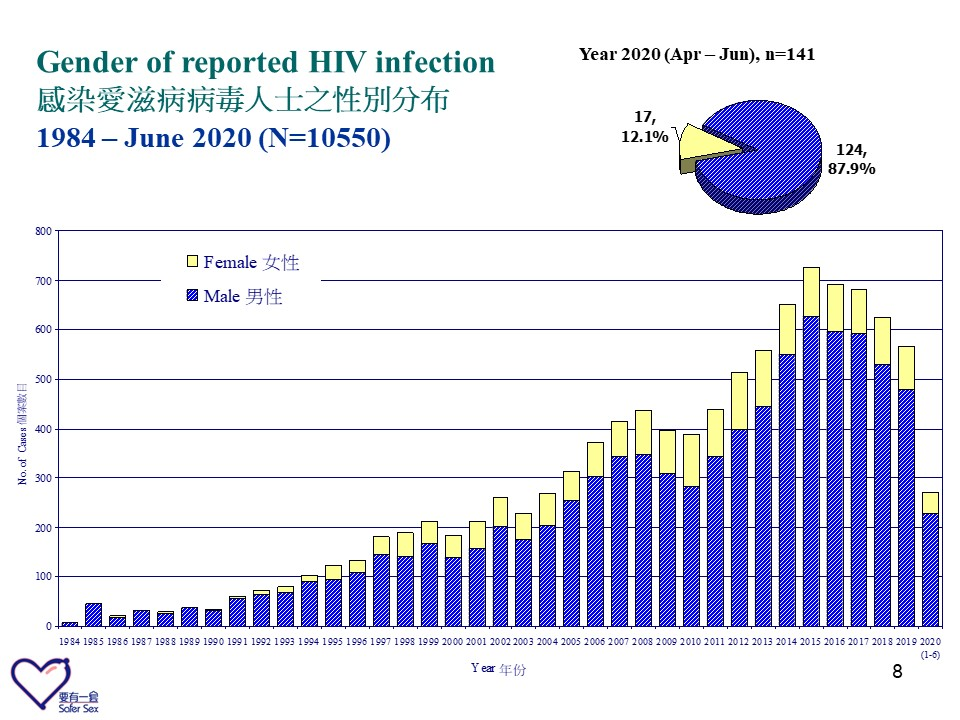 Gender of reported HIV infection
感染愛滋病病毒人士之性別分布
1984 – June 2020 (N=10550)
Year 2020 (Apr – Jun), n=141
17,
12.1%
124,
87.9%
Female 女性
Male 男性
No. of Cases 個案數目
800
700
600
500
400
300
200
100
0
1984 1985 1986 1987 1988 1989 1990 1991 1992 1993 1994 1995 1996 1997 1998 1999 2000 2001 2002 2003 2004 2005 2006 2007 2008 2009 2010 2011 2012 2013 2014 2015 2016 2017 2018 2019 2020
(1-6)
Year 年份
要有一套
Safer Sex
8